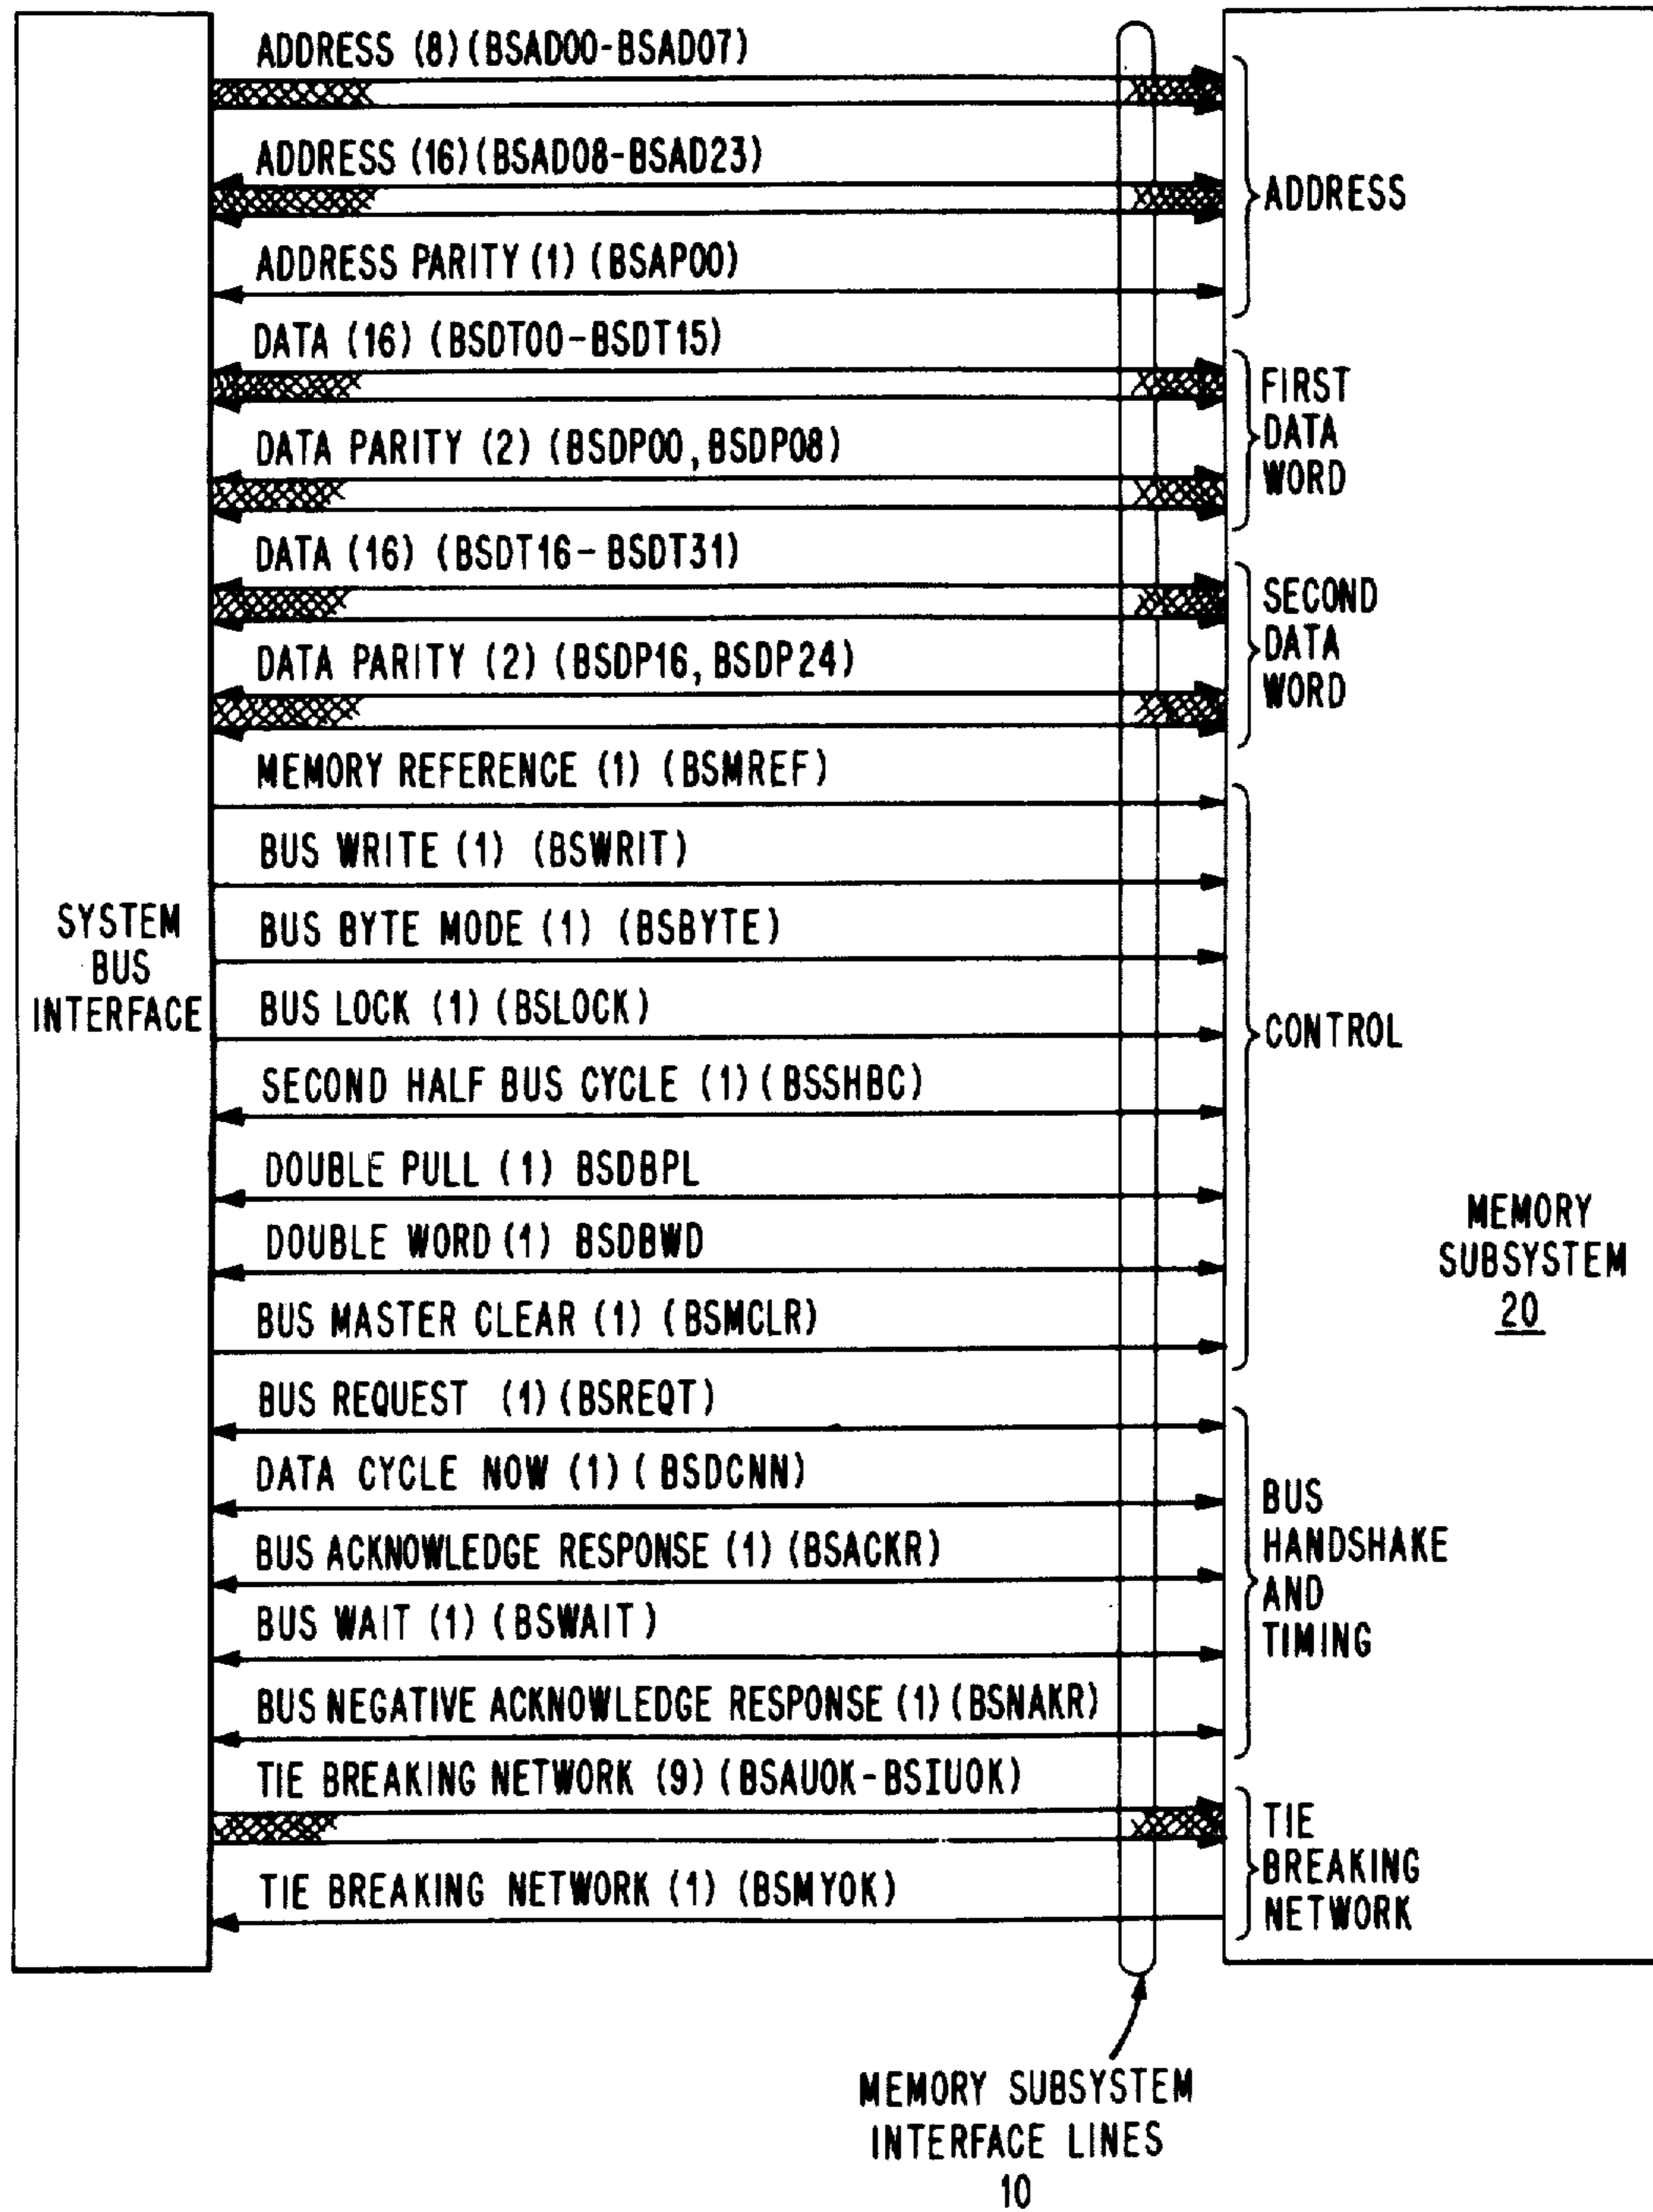 ADDRESS (8) (BSAD00-BSAD07)
ADDRESS (16) (BSAD08-BSAD23)
ADDRESS PARITY (1) (BSAP00)
ADDRESS
DATA (16) (BSDT00-BSDT15)
DATA PARITY (2) (BSDP00, BSDP08)
FIRST
DATA
WORD
DATA (16) (BSDT16-BSDT31)
DATA PARITY (2) (BSDP16, BSDP24)
SECOND
DATA
WORD
MEMORY REFERENCE (1) (BSMREF)
BUS WRITE (1) (BSWRIT)
BUS BYTE MODE (1) (BSBYTE)
BUS LOCK (1) (BSLOCK)
SECOND HALF BUS CYCLE (1) (BSSHBC)
DOUBLE PULL (1) BSDBPL
DOUBLE WORD (1) BSDBWD
BUS MASTER CLEAR (1) (BSMCLR)
CONTROL
SYSTEM
BUS
INTERFACE
MEMORY
SUBSYSTEM
20
BUS REQUEST (1) (BSREQT)
DATA CYCLE NOW (1) (BSDCNN)
BUS ACKNOWLEDGE RESPONSE (1) (BSACKR)
BUS WAIT (1) (BSWAIT)
BUS NEGATIVE ACKNOWLEDGE RESPONSE (1) (BSNAKR)
BUS
HANDSHAKE
AND
TIMING
TIE BREAKING NETWORK (9) (BSAUOK-BSIUOK)
TIE BREAKING NETWORK (1) (BSMYOK)
TIE
BREAKING
NETWORK
MEMORY SUBSYSTEM
INTERFACE LINES
10